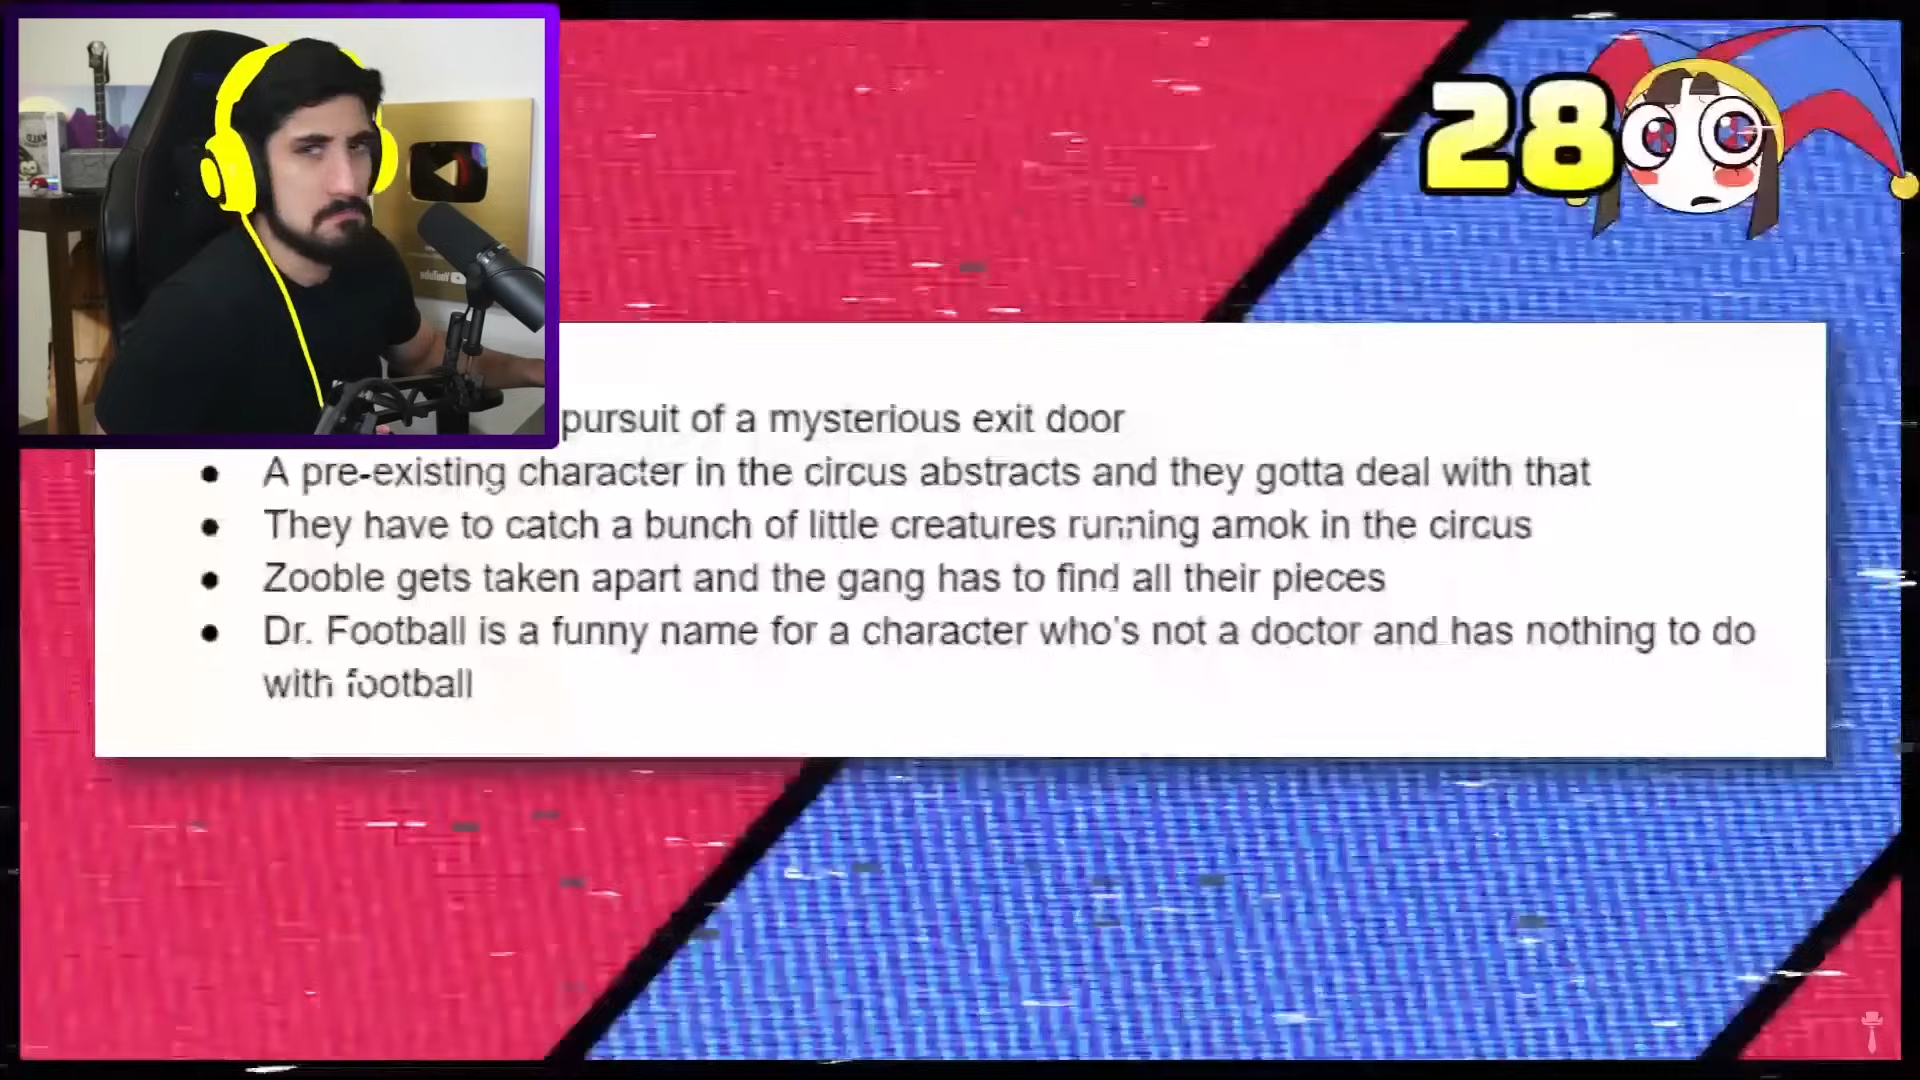 28
pursuit of a mysterious exit door
● A pre-existing character in the circus abstracts and they gotta deal with that
● They have to catch a bunch of little creatures running amok in the circus
● Zooble gets taken apart and the gang has to find all their pieces
● Dr. Football is a funny name for a character who's not a doctor and has nothing to do
with football